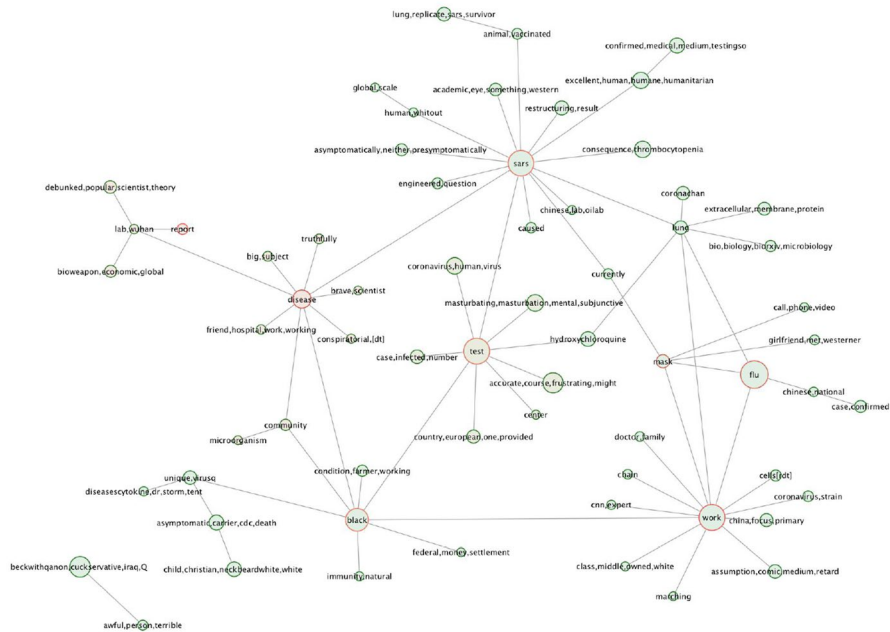 lung,replicate,sars,survivor
animal,vaccinated
confirmed,medical,medium,testingso
excellent,human,humane,humanitarian
global,scale
academic,eye,something,western
human,whitout
restructuring,result
asymptomatically,neither,presymptomatically
consequence,thrombocytopenia
sars
engineered,question
debunked,popular,scientist,theory
coronachan
chinese,lab,oilab
extracellular,membrane,protein
lab,wuhan
report
caused
lung
truthfully
bio,biology,biorxiv,microbiology
big,subject
coronavirus,human,virus
bioweapon,economic,global
currently
brave,scientist
disease
masturbating,masturbation,mental,subjunctive
call,phone,video
friend,hospital,work,working
conspiratorial,[dt]
hydroxychloroquine
girlfriend,met,westerner
test
case,infected,number
mask
flu
accurate,course,frustrating,might
chinese,national
case,confirmed
center
community
microorganism
country,european,one,provided
doctor,family
condition,farmer,working
unique,virusq
chain
cells[dt]
diseasescytokine,dr,storm,tent
coronavirus,strain
cnn,expert
asymptomatic,carrier,cdc,death
black
work
china,focus,primary
federal,money,settlement
beckwithqanon,cuckservative,iraq,Q
child,christian,neckbeardwhite,white
immunity,natural
class,middle,owned,white
assumption,comic,medium,retard
marching
awful,person,terrible